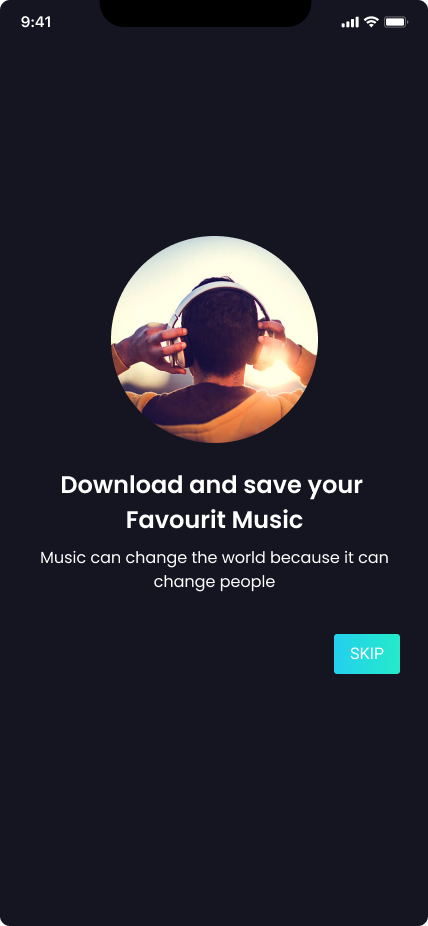 9:41
Download and save your
Favourit Music
Music can change the world because it can
change people
SKIP